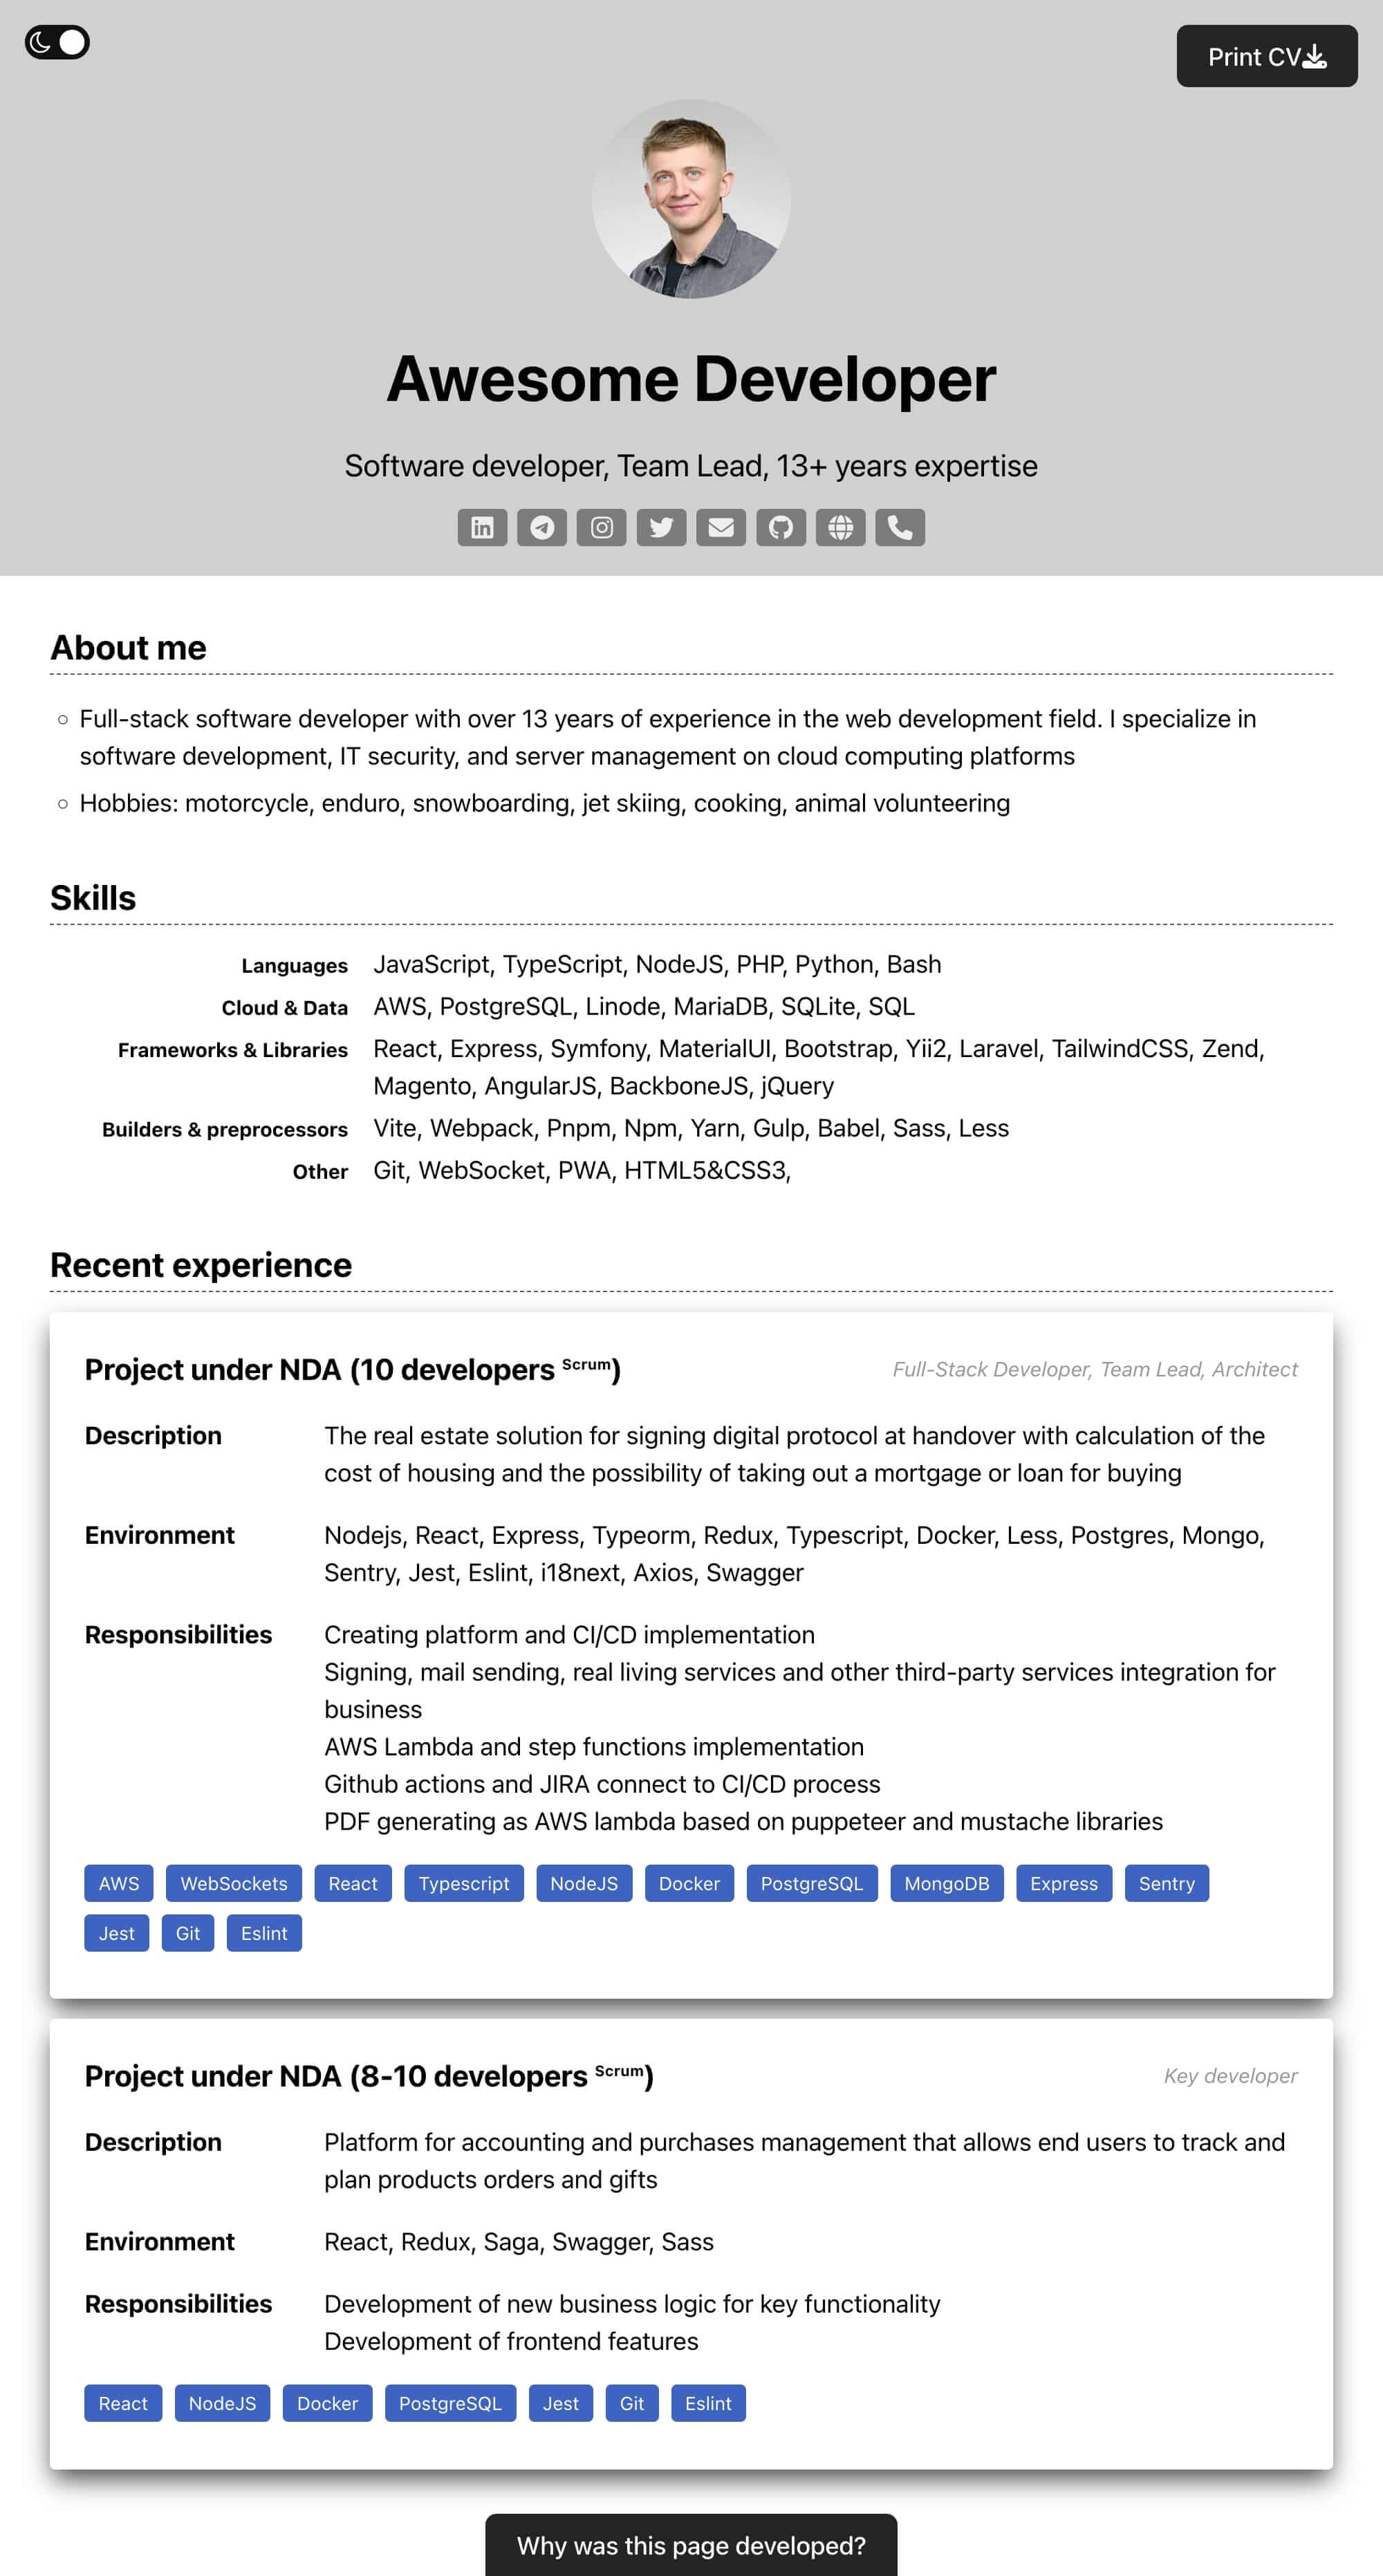 Print CV
Awesome Developer
Software developer, Team Lead, 13+ years expertise
in
About me
Full-stack software developer with over 13 years of experience in the web development field. I specialize in
software development, IT security, and server management on cloud computing platforms
Hobbies: motorcycle, enduro, snowboarding, jet skiing, cooking, animal volunteering
Skills
Languages JavaScript, TypeScript, NodeJS, PHP, Python, Bash
Cloud & Data AWS, PostgreSQL, Linode, MariaDB, SQLite, SQL
Frameworks & Libraries React, Express, Symfony, MaterialUI, Bootstrap, Yii2, Laravel, TailwindCSS, Zend,
Magento, AngularJS, BackboneJS, jQuery
Builders & preprocessors Vite, Webpack, Pnpm, Npm, Yarn, Gulp, Babel, Sass, Less
Other Git, WebSocket, PWA, HTML5&CSS3,
Recent experience
Project under NDA (10 developers Scrum) Full-Stack Developer, Team Lead, Architect
Description The real estate solution for signing digital protocol at handover with calculation of the
cost of housing and the possibility of taking out a mortgage or loan for buying
Environment Nodejs, React, Express, Typeorm, Redux, Typescript, Docker, Less, Postgres, Mongo,
Sentry, Jest, Eslint, i18next, Axios, Swagger
Responsibilities Creating platform and CI/CD implementation
Signing, mail sending, real living services and other third-party services integration for
business
AWS Lambda and step functions implementation
Github actions and JIRA connect to CI/CD process
PDF generating as AWS lambda based on puppeteer and mustache libraries
AWS WebSockets React Typescript NodeJS Docker PostgreSQL MongoDB Express Sentry
Jest Git Eslint
Project under NDA (8-10 developers Scrum) Key developer
Description Platform for accounting and purchases management that allows end users to track and
plan products orders and gifts
Environment React, Redux, Saga, Swagger, Sass
Responsibilities Development of new business logic for key functionality
Development of frontend features
React NodeJS Docker PostgreSQL Jest Git Eslint
Why was this page developed?